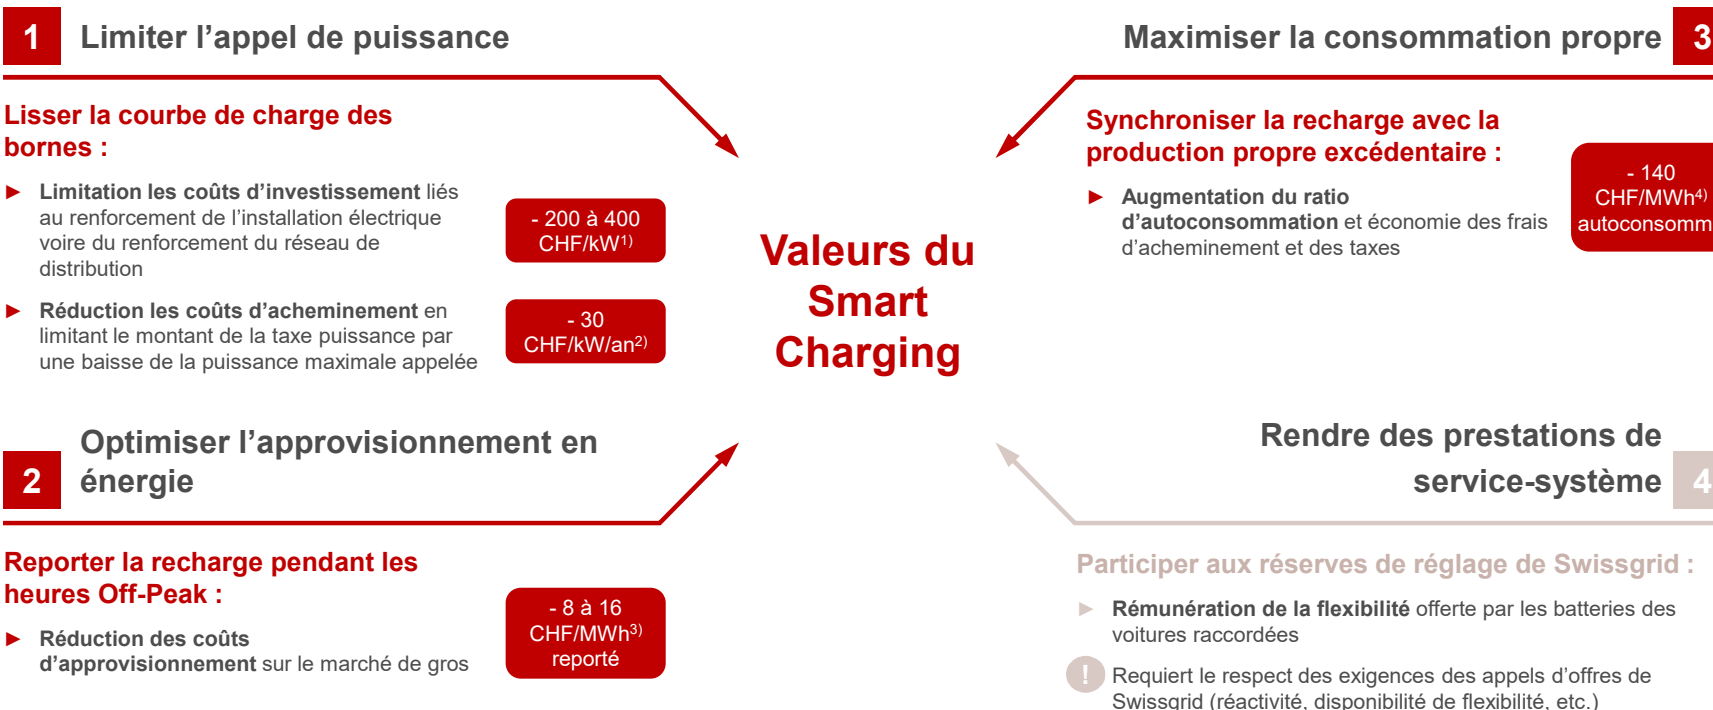 1
Limiter l’appel de puissance
Lisser la courbe de charge des
bornes :
► Limitation les coûts d’investissement liés
au renforcement de l’installation électrique
voire du renforcement du réseau de
distribution
- 200 à 400
CHF/kW1)
► Réduction les coûts d’acheminement en
limitant le montant de la taxe puissance par
une baisse de la puissance maximale appelée
- 30
CHF/kW/an2)
2
Optimiser l’approvisionnement en
énergie
Reporter la recharge pendant les
heures Off-Peak :
► Réduction des coûts
d’approvisionnement sur le marché de gros
- 8 à 16
CHF/MWh3)
reporté
Valeurs du
Smart
Charging
Maximiser la consommation propre
3
Synchroniser la recharge avec la
production propre excédentaire :
► Augmentation du ratio
d’autoconsommation et économie des frais
d’acheminement et des taxes
- 140
CHF/MWh4)
autoconsomm
Rendre des prestations de
service-système
4
Participer aux réserves de réglage de Swissgrid :
► Rémunération de la flexibilité offerte par les batteries des
voitures raccordées
! Requiert le respect des exigences des appels d’offres de
Swissgrid (réactivité, disponibilité de flexibilité, etc.)